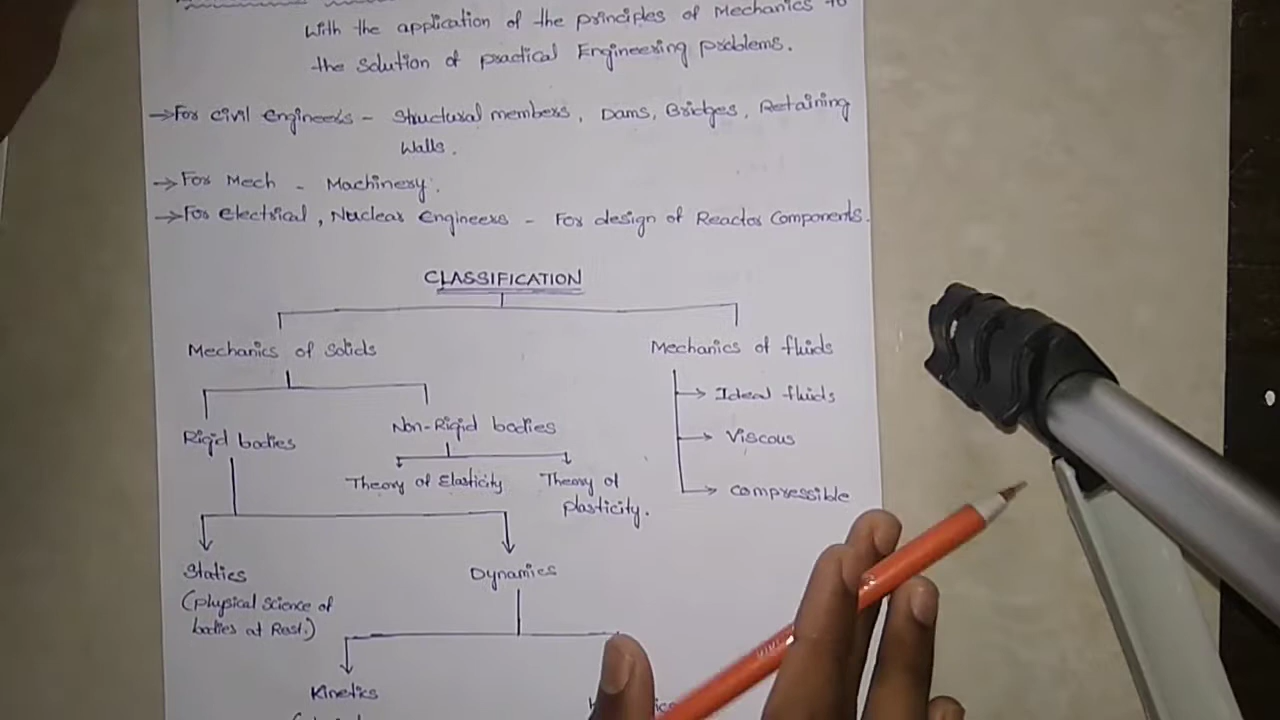 With the application of the principles of Mechanics to
the Solution of practical Engineering problems.
→For Civil Engineers - Structural members, Dams, Bridges, Retaining
Walls.
→For Mech - Machinery.
→For Electrical, Nuclear Engineers - For design of Reactor Components.
CLASSIFICATION
Mechanics of solids
Mechanics of fluids
Ideal fluids
Viscous
Compressible
Rigid bodies
Non-Rigid bodies
Theory of Elasticity
Theory of
plasticity.
Statics
(physical science of
bodies at Rest.)
Dynamics
Kinetics